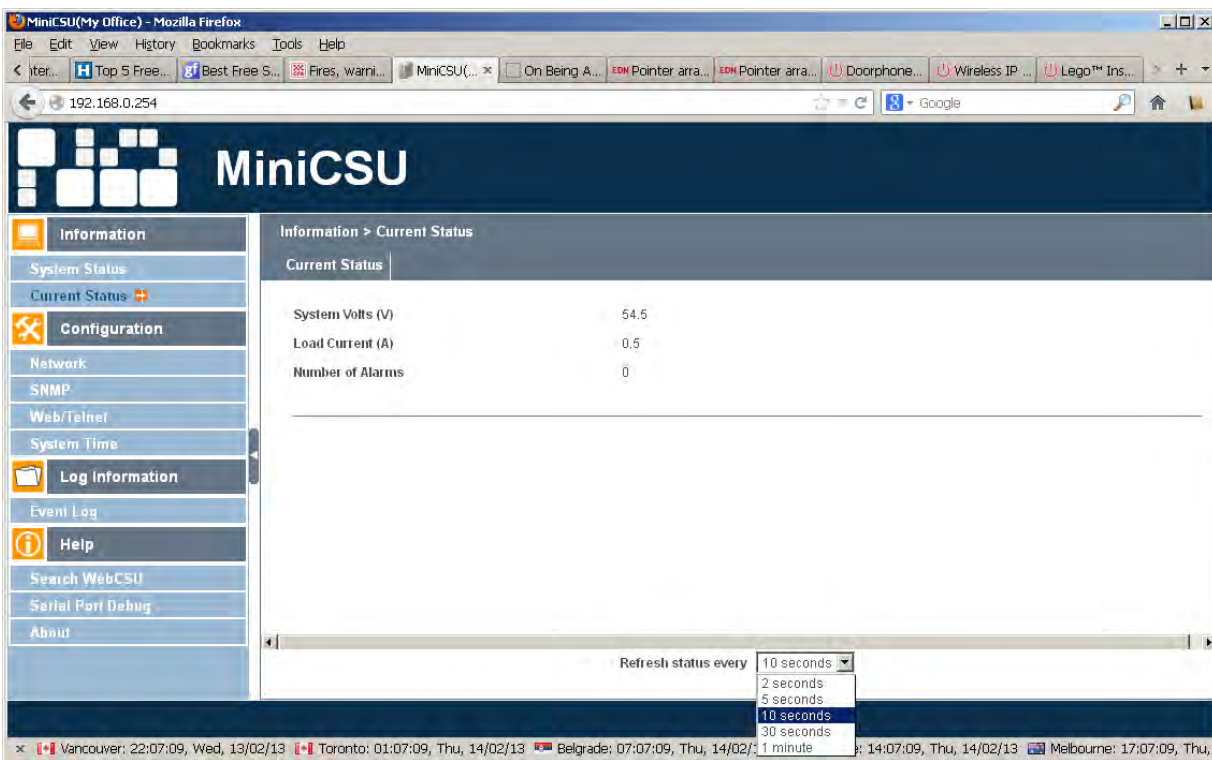 MiniCSU(My Office) - Mozilla Firefox
File Edit View History Bookmarks Tools Help
Top 5 Free... Best Free S... Fires, warni... MiniCSU(... × On Being A... EDN Pointer arra... EDN Pointer arra... Doorphone... Wireless IP ... Lego™ Ins...
192.168.0.254 Google
MiniCSU
Information
System Status
Current Status
Configuration
Network
SNMP
Web/Telnet
System Time
Log Information
Event Log
Help
Search WebCSU
Serial Port Debug
About
Information > Current Status
Current Status
System Volts (V) 54.5
Load Current (A) 0.5
Number of Alarms 0
Refresh status every 10 seconds
2 seconds
5 seconds
10 seconds
30 seconds
1 minute
× Vancouver: 22:07:09, Wed, 13/02/13 Toronto: 01:07:09, Thu, 14/02/13 Belgrade: 07:07:09, Thu, 14/02/ 14:07:09, Thu, 14/02/13 Melbourne: 17:07:09, Thu,